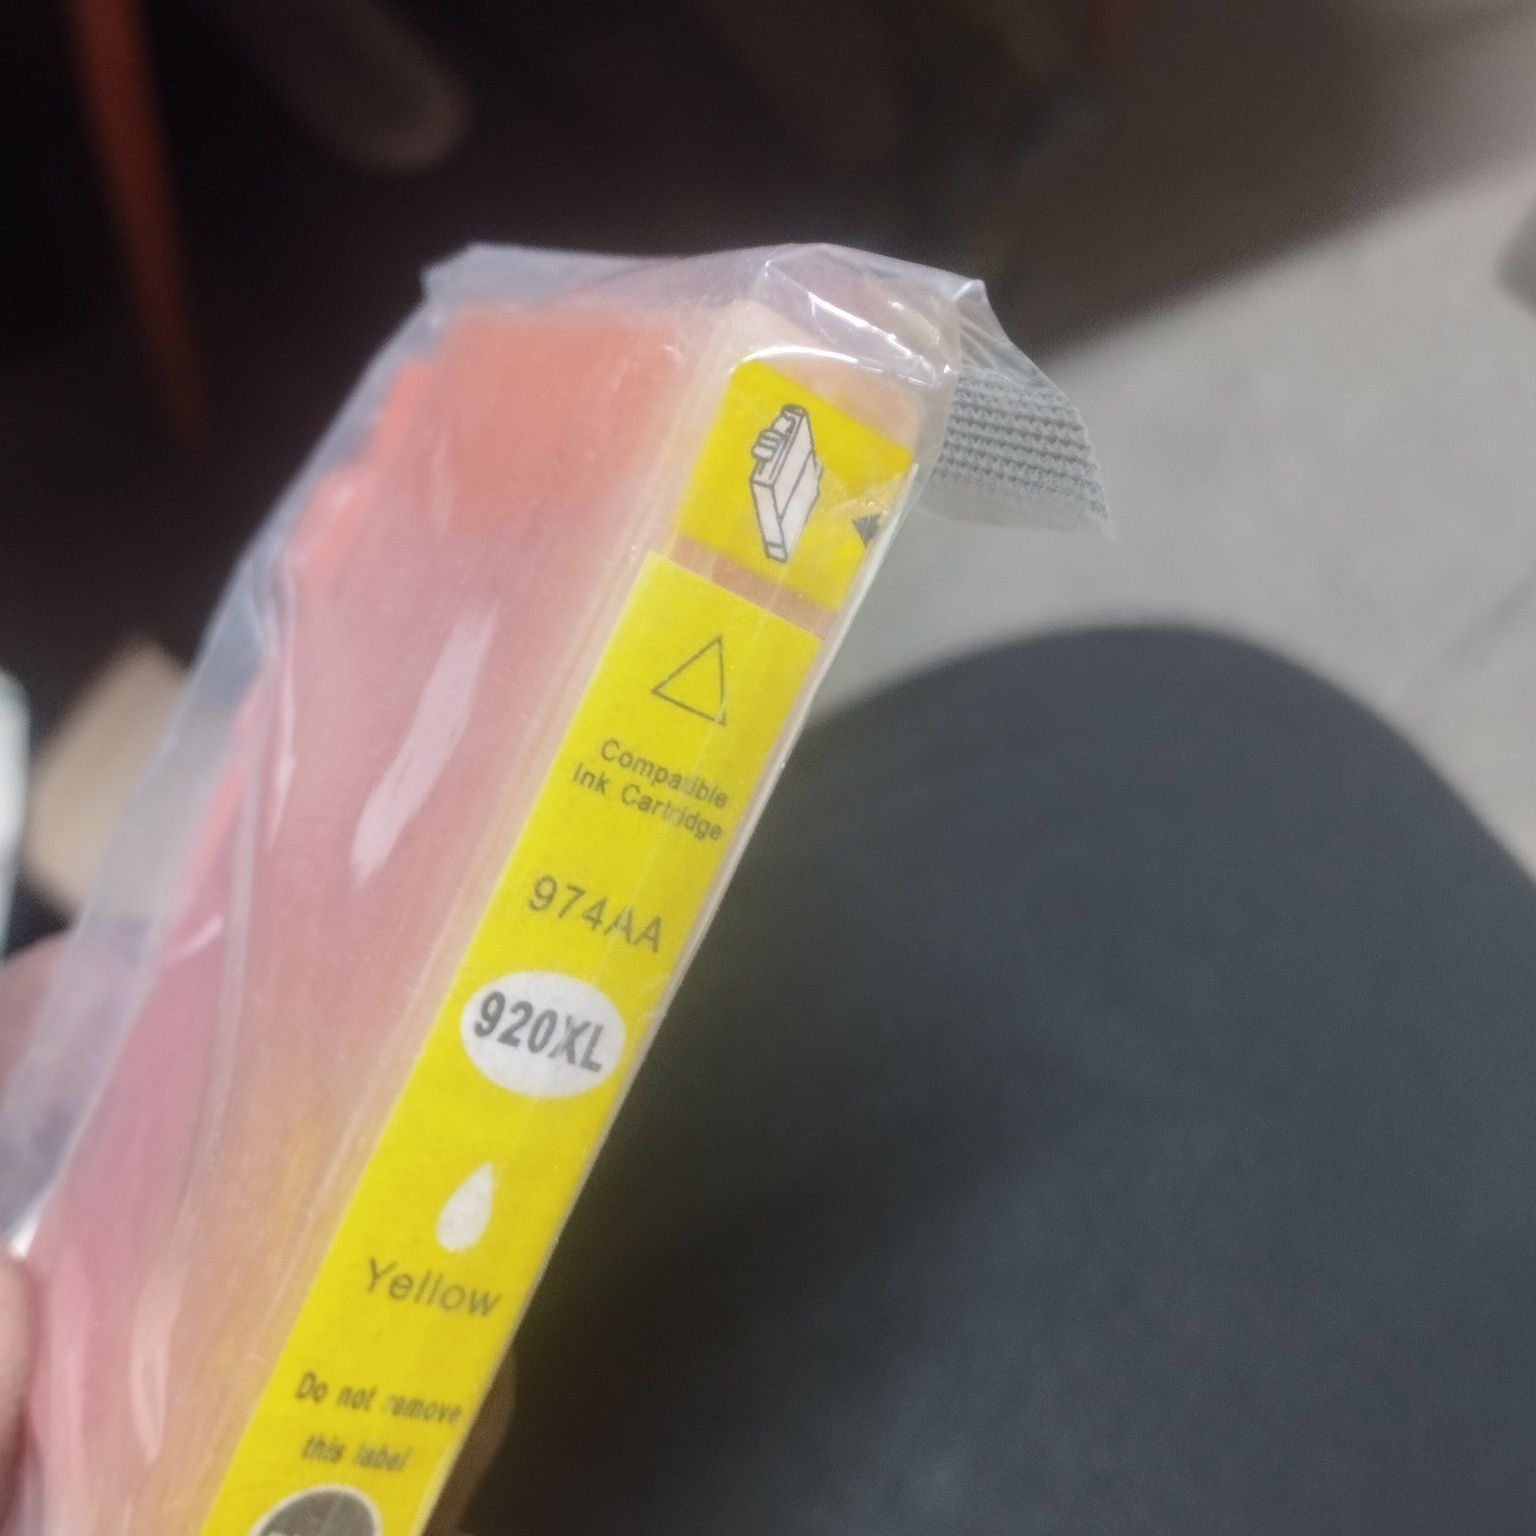 Compatible
Ink Cartridge
974AA
920XL
Yellow
Do not remove
this label